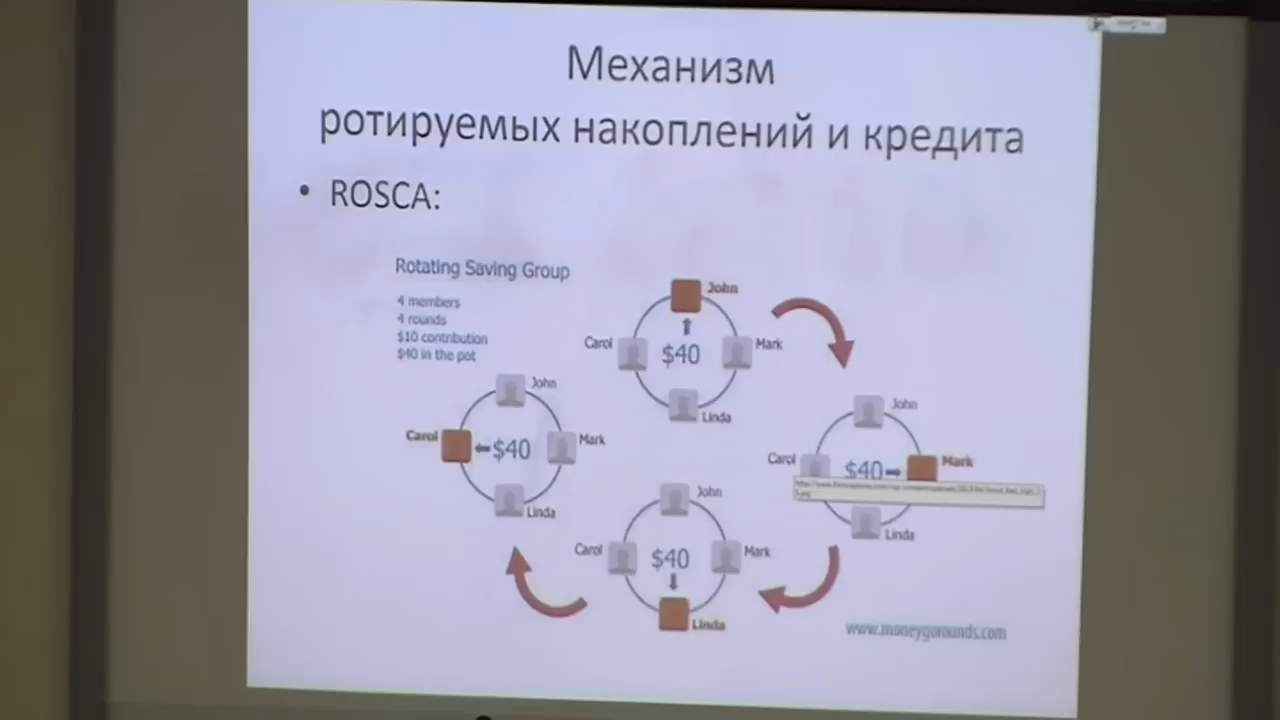 Механизм
ротируемых накоплений и кредита
• ROSCA:
Rotating Saving Group
4 members
4 rounds
$10 contribution
$40 in the pot
John
Carol
$40
Mark
Linda
John
Carol
$40
Mark
Linda
John
Carol
$40
Mark
Linda
John
Carol
$40
Mark
Linda
www.moneygorounds.com